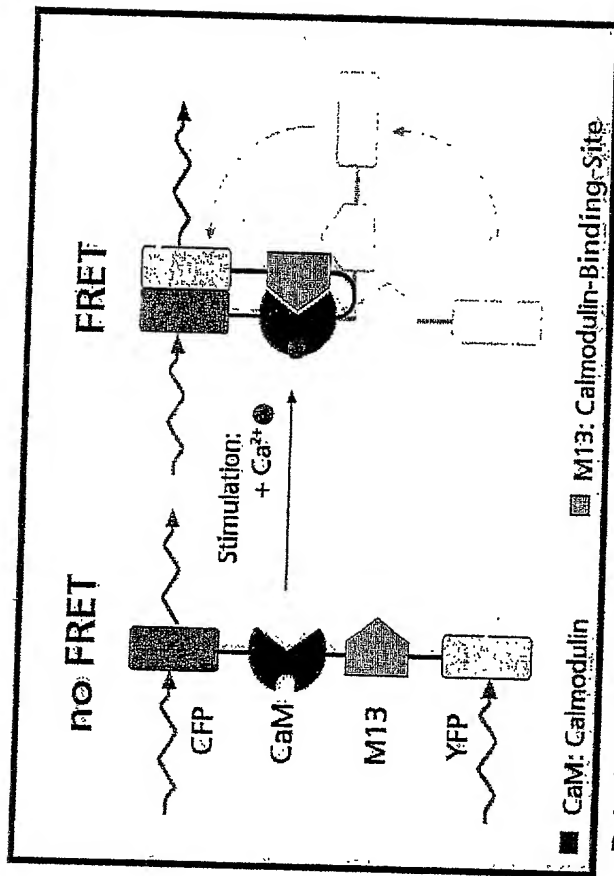 no FRET
FRET
CFP
CaM
M13
YFP
Stimulation:
+ Ca²⁺
CaM: Calmodulin
M13: Calmodulin-Binding-Site